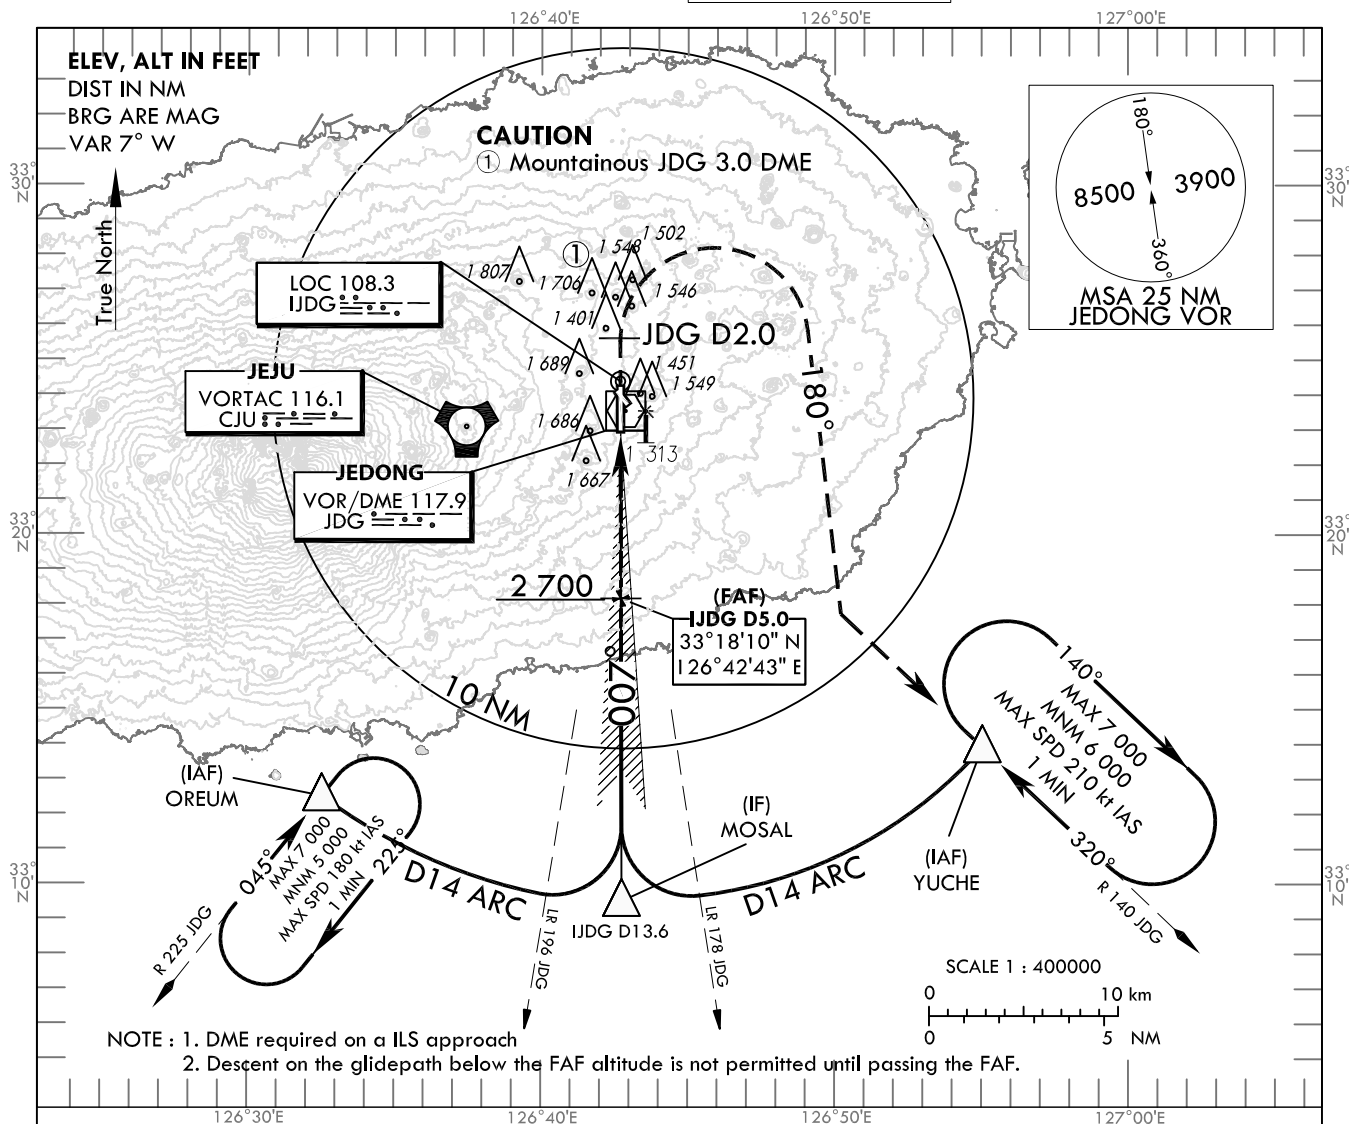 126°40'E
126°50'E
127°00'E
ELEV, ALT IN FEET
DIST IN NM
BRG ARE MAG
VAR 7° W
True North
CAUTION
① Mountainous JDG 3.0 DME
180°
8500
3900
360°
MSA 25 NM
JEDONG VOR
33°
30'
N
33°
30'
N
LOC 108.3
IJDG
1 807
①
1 706
1 548
1 502
1 546
1 401
JDG D2.0
1 689
1 451
1 549
JEJU
VORTAC 116.1
CJU
180°
1 686
1 313
1 667
JEDONG
VOR/DME 117.9
JDG
33°
20'
N
33°
20'
N
2 700
(FAF)
IJDG D5.0
33°18'10" N
126°42'43" E
007°
10 NM
140°
MAX 7 000
MNM 6 000
MAX SPD 210 kt IAS
1 MIN
320°
R 140 JDG
(IAF)
OREUM
045°
MAX 7 000
MNM 5 000
MAX SPD 180 kt IAS
1 MIN
225°
R 225 JDG
(IF)
MOSAL
(IAF)
YUCHE
33°
10'
N
33°
10'
N
D14 ARC
D14 ARC
IJDG D13.6
LR 196 JDG
LR 178 JDG
SCALE 1 : 400000
0
10 km
0
5
NM
NOTE : 1. DME required on a ILS approach
2. Descent on the glidepath below the FAF altitude is not permitted until passing the FAF.
126°30'E
126°40'E
126°50'E
127°00'E